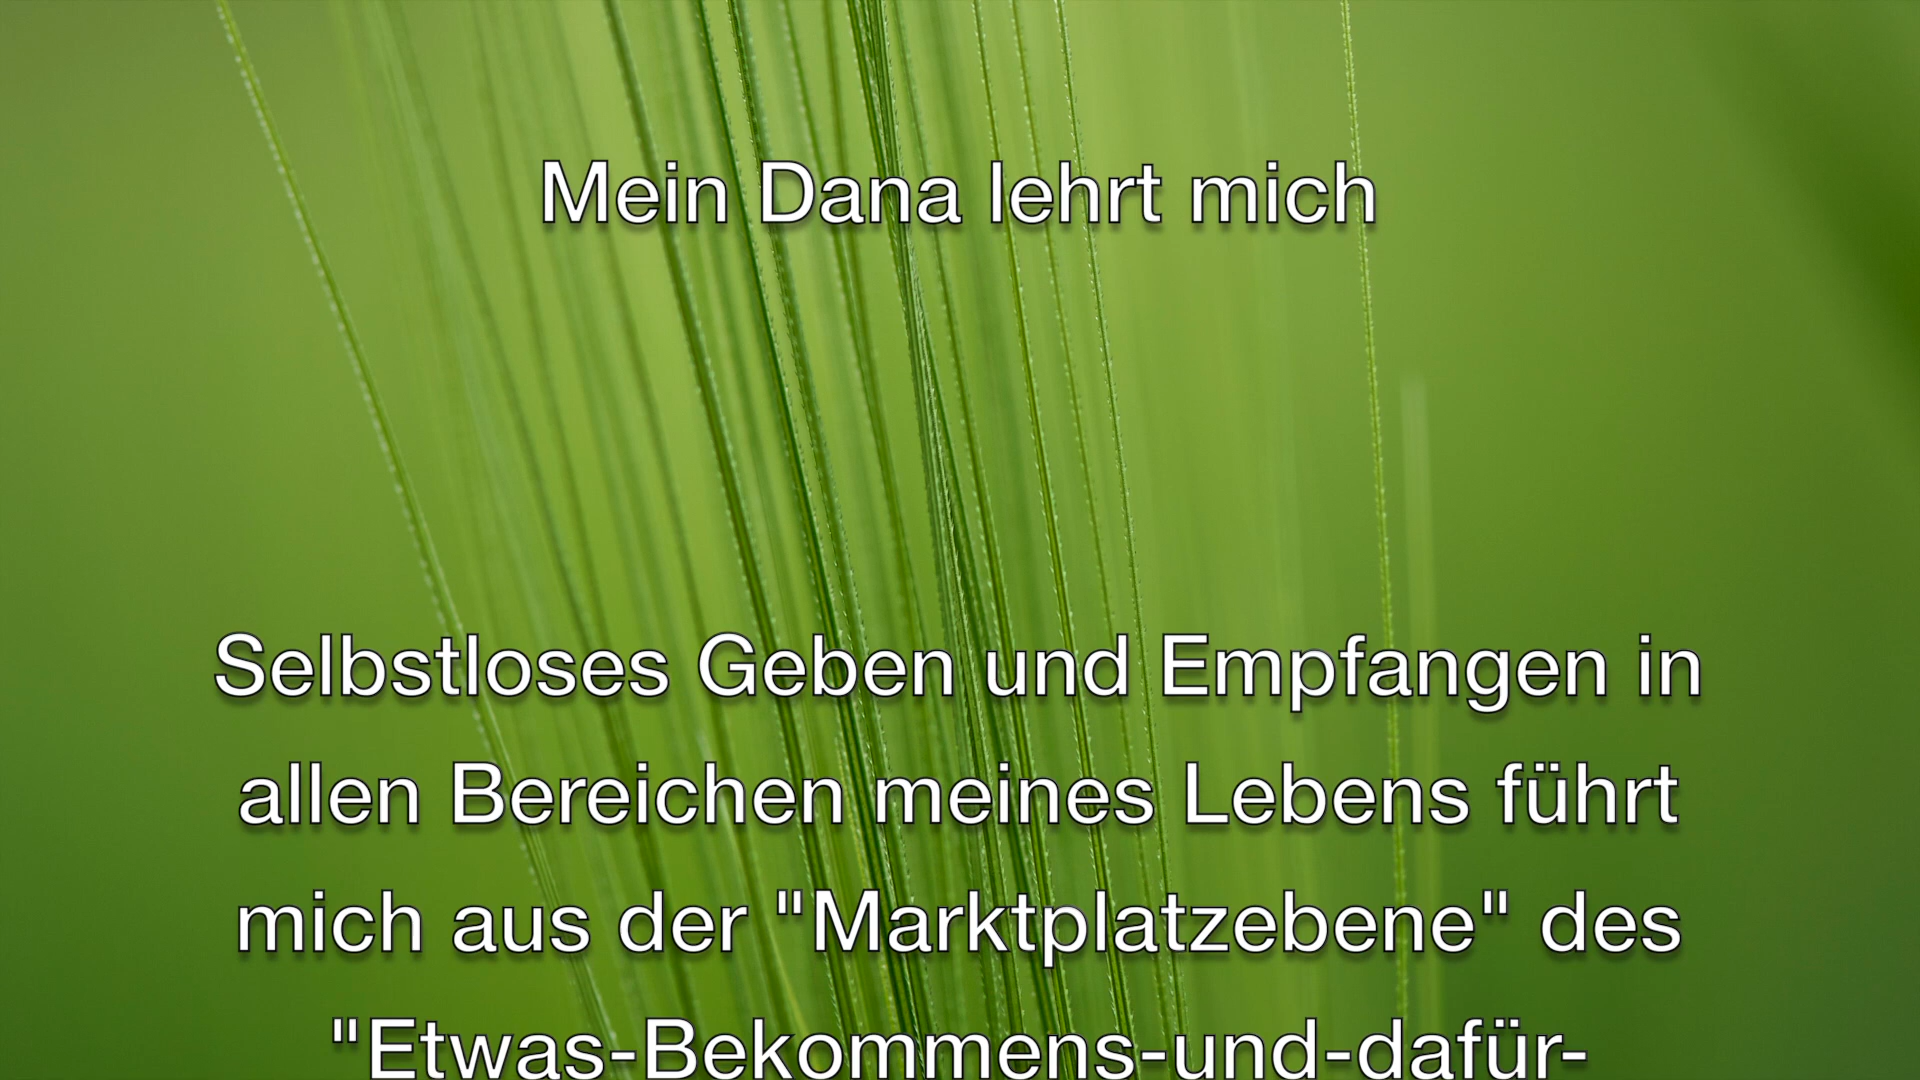 Mein Dana lehrt mich
Selbstloses Geben und Empfangen in
allen Bereichen meines Lebens führt
mich aus der "Marktplatzebene" des
"Etwas-Bekommens-und-dafür-